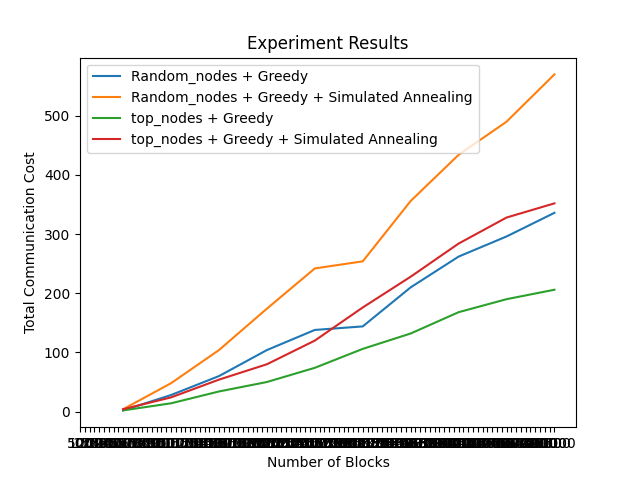 Experiment Results
Random_nodes + Greedy
Random_nodes + Greedy + Simulated Annealing
top_nodes + Greedy
top_nodes + Greedy + Simulated Annealing
500
400
300
200
100
0
Total Communication Cost
Number of Blocks